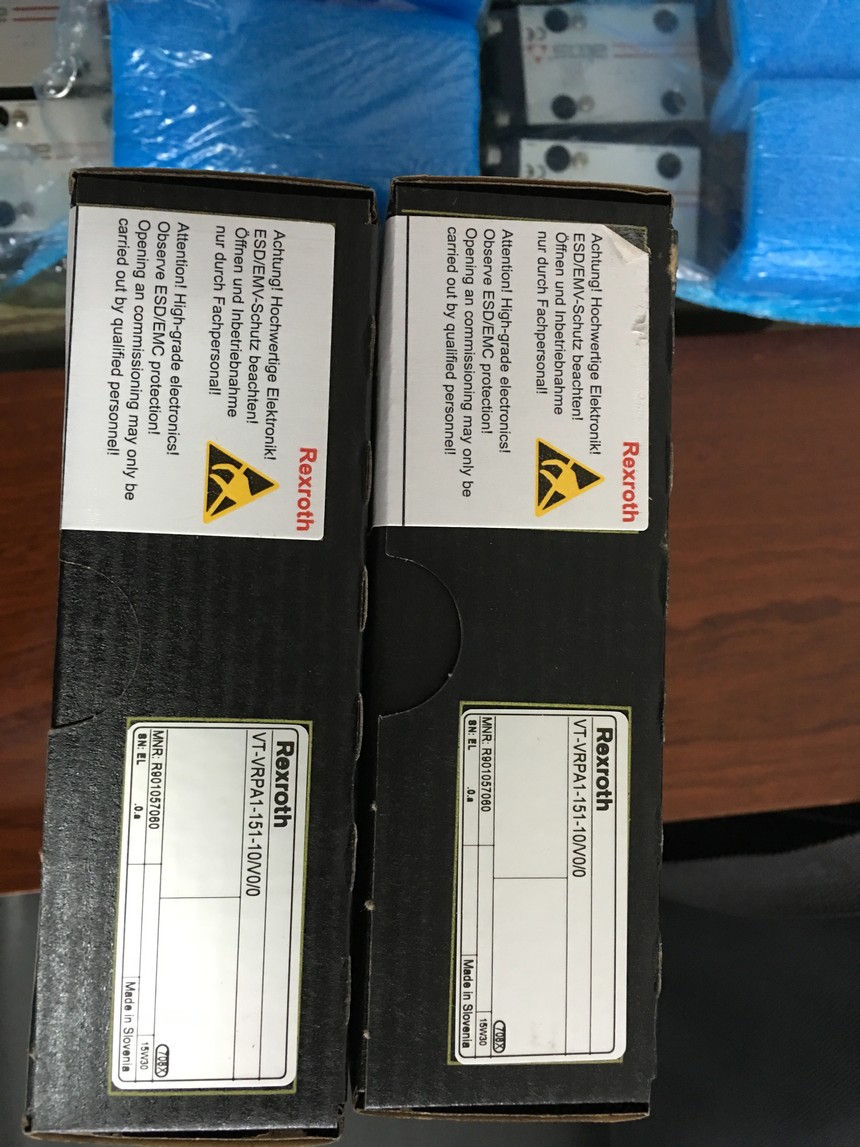 Rexroth
Achtung! Hochwertige Elektronik!
ESD/EMV-Schutz beachten!
Öffnen und Inbetriebnahme
nur durch Fachpersonal!
Attention! High-grade electronics!
Observe ESD/EMC protection!
Opening an commissioning may only be
carried out by qualified personnel!
Rexroth
VT-VRPA1-151-10/V0/0
MNR: R901057060
SN: EL .0.a
708X
15W30
Made in Slovenia
Rexroth
Achtung! Hochwertige Elektronik!
ESD/EMV-Schutz beachten!
Öffnen und Inbetriebnahme
nur durch Fachpersonal!
Attention! High-grade electronics!
Observe ESD/EMC protection!
Opening an commissioning may only be
carried out by qualified personnel!
Rexroth
VT-VRPA1-151-10/V0/0
MNR: R901057060
SN: EL .0.a
708X
15W30
Made in Slovenia